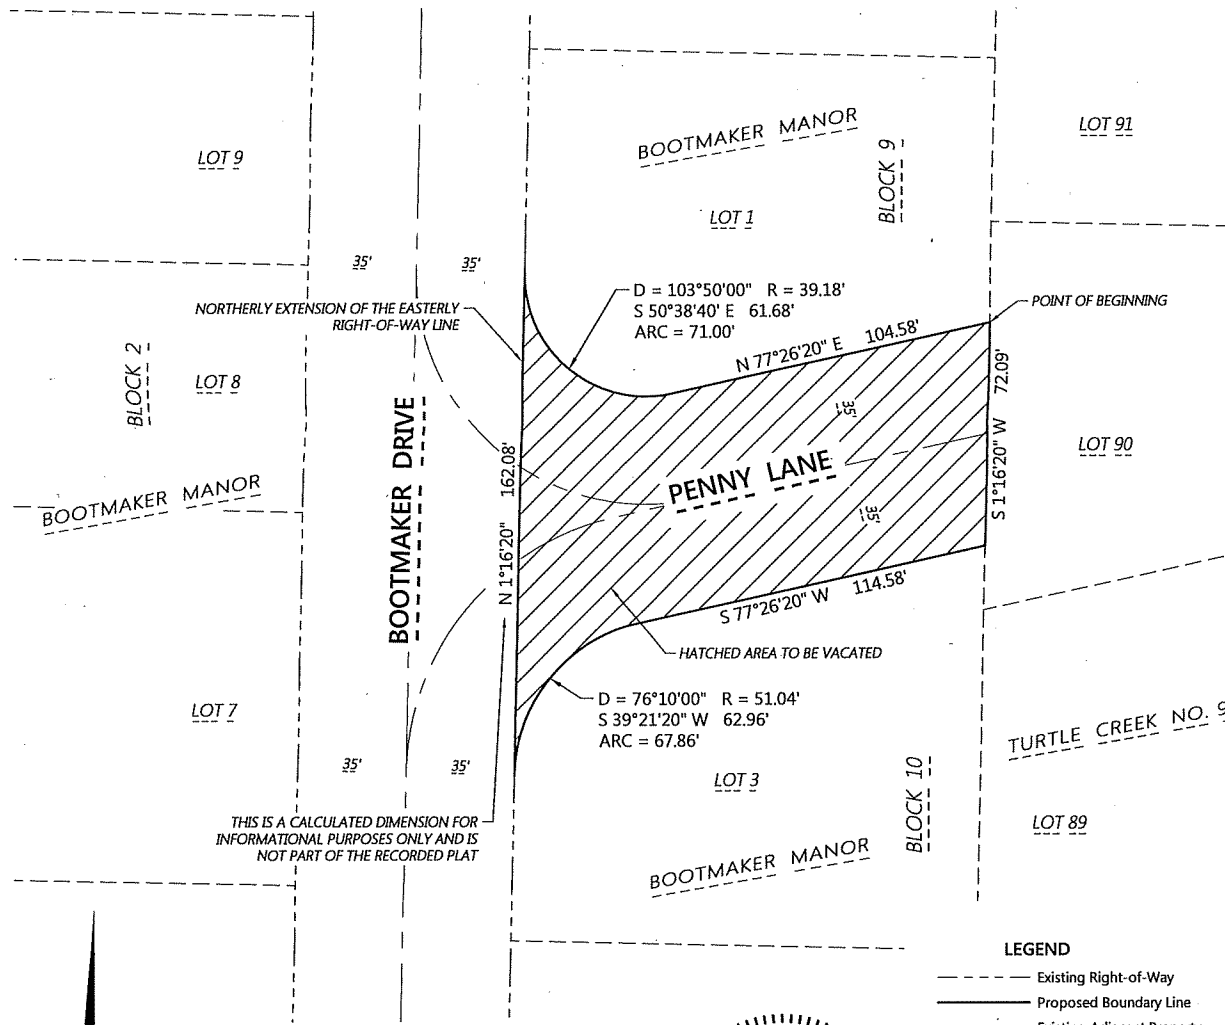 BOOTMAKER MANOR
BLOCK 9
LOT 91
LOT 9
LOT 1
35'
35'
D = 103°50'00" R = 39.18'
S 50°38'40" E 61.68'
ARC = 71.00'
NORTHERLY EXTENSION OF THE EASTERLY
RIGHT-OF-WAY LINE
POINT OF BEGINNING
N 77°26'20" E 104.58'
BLOCK 2
LOT 8
S 1°16'20" W 72.09'
35'
BOOTMAKER DRIVE
N 1°16'20" 162.08'
PENNY LANE
LOT 90
BOOTMAKER MANOR
35'
S 77°26'20" W 114.58'
HATCHED AREA TO BE VACATED
D = 76°10'00" R = 51.04'
S 39°21'20" W 62.96'
ARC = 67.86'
LOT 7
TURTLE CREEK NO. 9
35'
35'
LOT 3
BLOCK 10
THIS IS A CALCULATED DIMENSION FOR
INFORMATIONAL PURPOSES ONLY AND IS
NOT PART OF THE RECORDED PLAT
LOT 89
BOOTMAKER MANOR
LEGEND
Existing Right-of-Way
Proposed Boundary Line